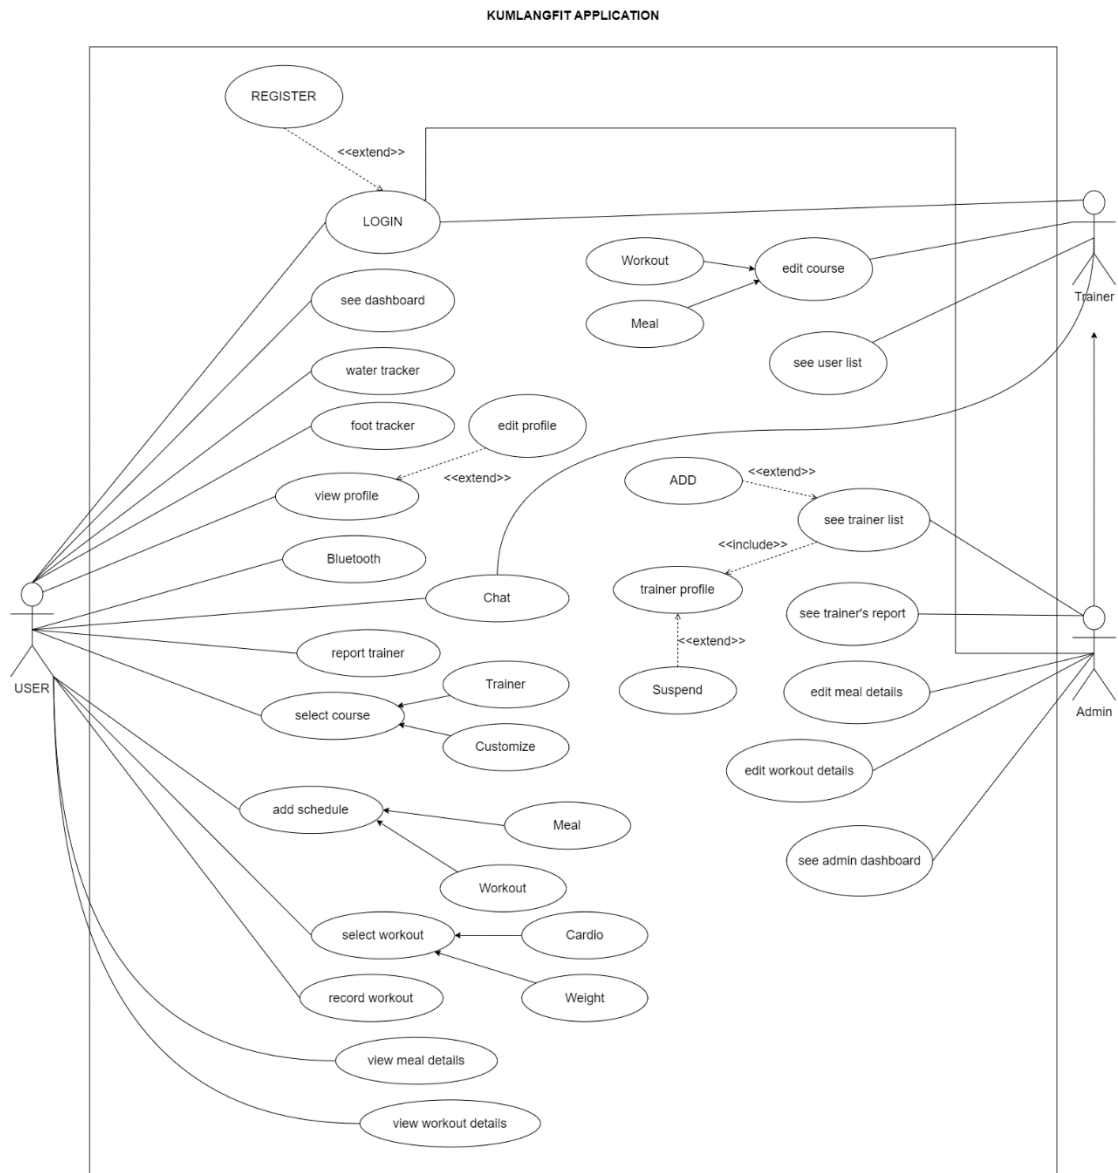 KUMLANGFIT APPLICATION
REGISTER
<<extend>>
LOGIN
see dashboard
water tracker
foot tracker
edit profile
<<extend>>
view profile
Bluetooth
Chat
report trainer
USER
Trainer
select course
Customize
add schedule
Meal
Workout
select workout
Cardio
record workout
Weight
view meal details
view workout details
Workout
edit course
Meal
see user list
Trainer
ADD
<<extend>>
see trainer list
<<include>>
trainer profile
<<extend>>
Suspend
see trainer's report
edit meal details
Admin
edit workout details
see admin dashboard